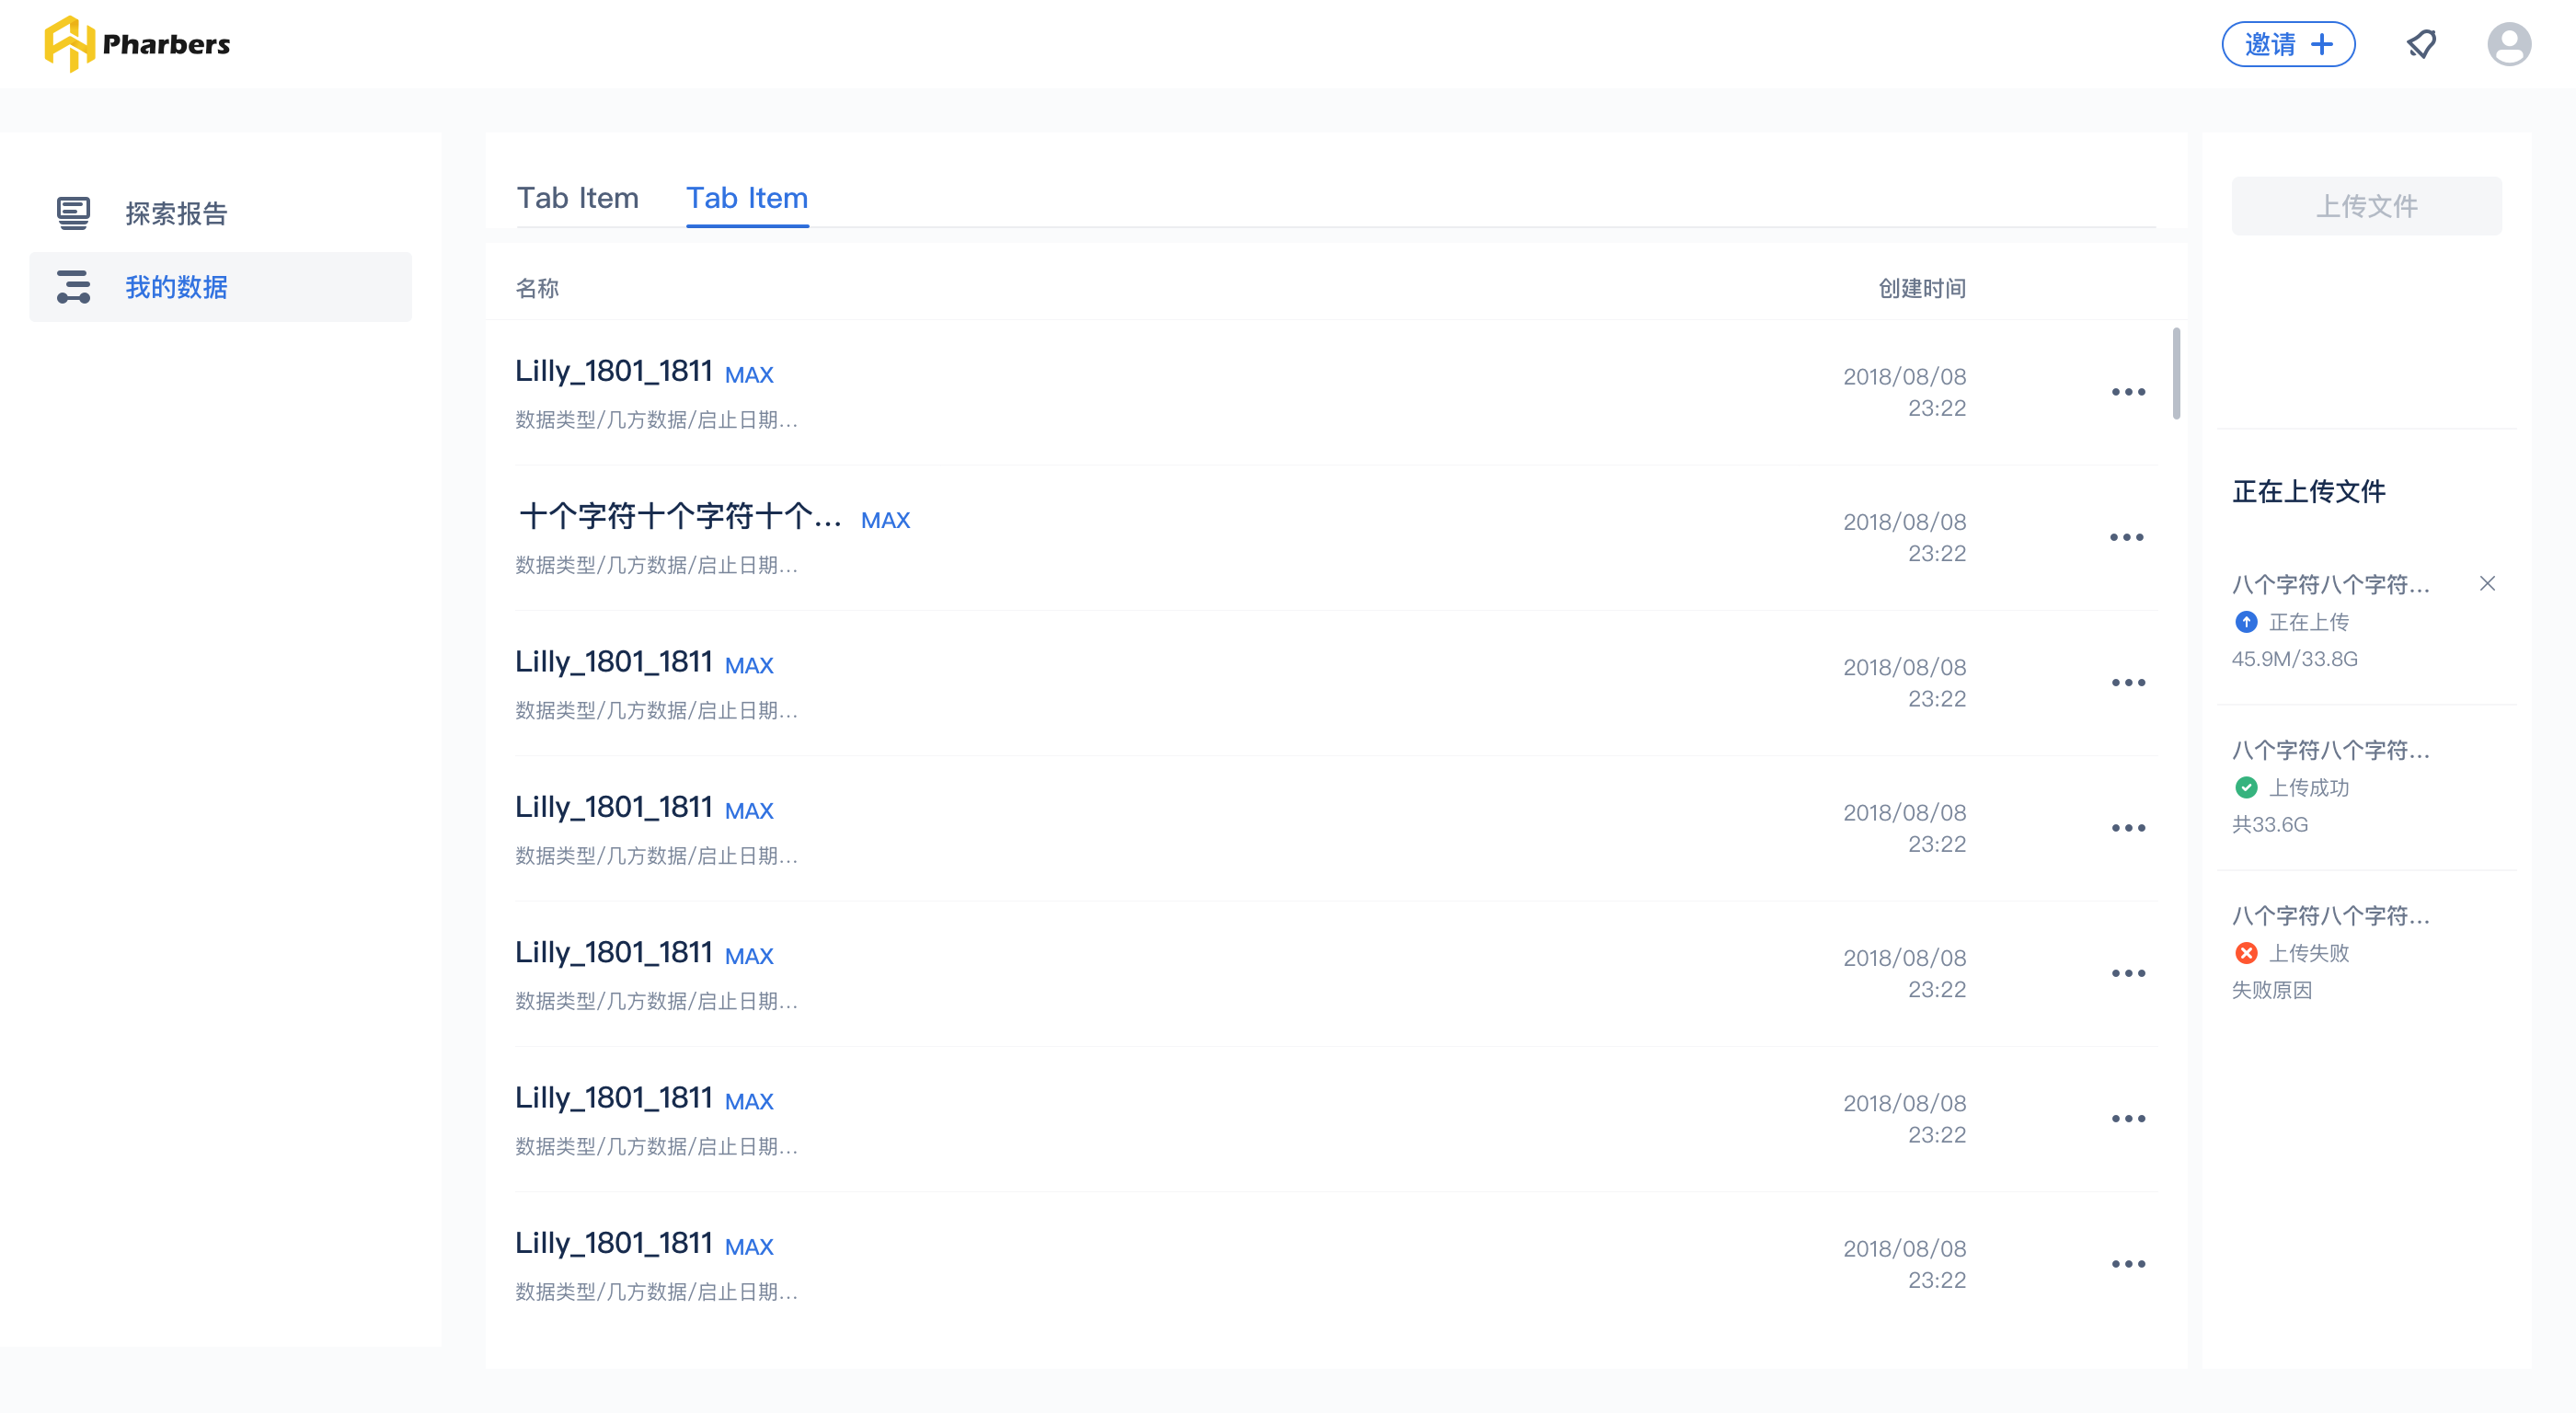 Pharbers
邀请
探索报告
我的数据
Tab Item
Tab Item
名称
创建时间
Lilly_1801_1811 MAX
数据类型/几方数据/启止日期...
2018/08/08
23:22
十个字符十个字符十个... MAX
数据类型/几方数据/启止日期...
2018/08/08
23:22
Lilly_1801_1811 MAX
数据类型/几方数据/启止日期...
2018/08/08
23:22
Lilly_1801_1811 MAX
数据类型/几方数据/启止日期...
2018/08/08
23:22
Lilly_1801_1811 MAX
数据类型/几方数据/启止日期...
2018/08/08
23:22
Lilly_1801_1811 MAX
数据类型/几方数据/启止日期...
2018/08/08
23:22
Lilly_1801_1811 MAX
数据类型/几方数据/启止日期...
2018/08/08
23:22
上传文件
正在上传文件
八个字符八个字符...
正在上传
45.9M/33.8G
八个字符八个字符...
上传成功
共33.6G
八个字符八个字符...
上传失败
失败原因